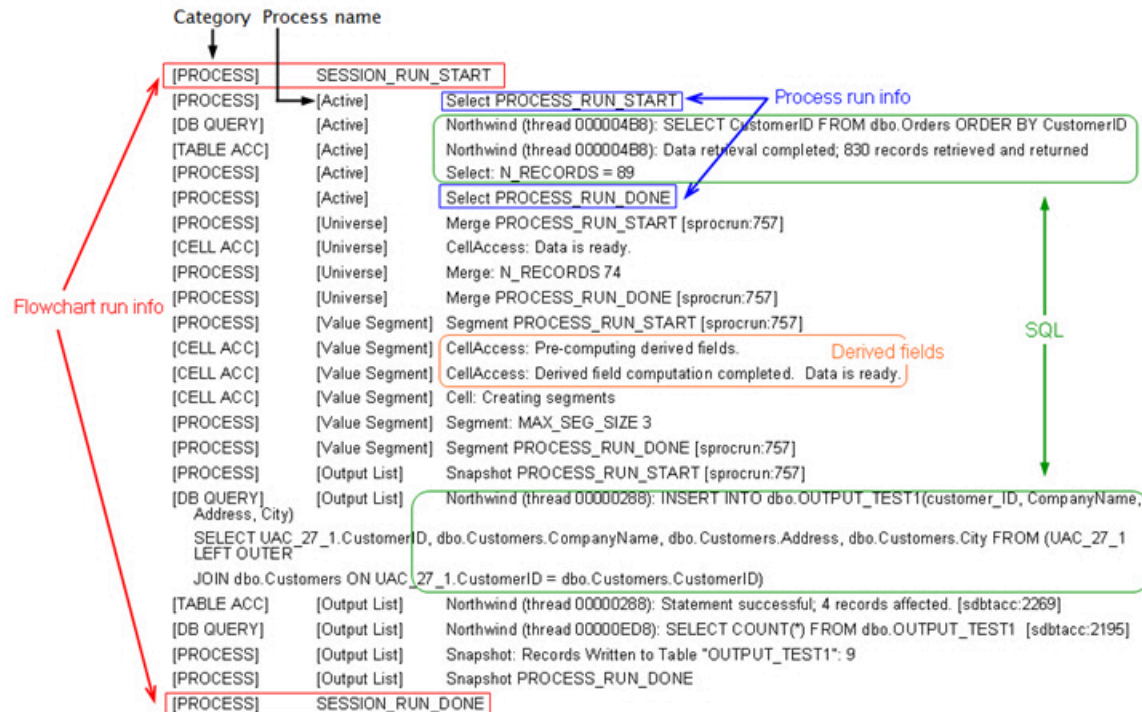 Category Process name
[PROCESS] SESSION_RUN_START
[PROCESS] [Active] Select PROCESS_RUN_START Process run info
[DB QUERY] [Active] Northwind (thread 000004B8): SELECT CustomerID FROM dbo.Orders ORDER BY CustomerID
[TABLE ACC] [Active] Northwind (thread 000004B8): Data retrieval completed; 830 records retrieved and returned
[PROCESS] [Active] Select: N_RECORDS = 89
[PROCESS] [Active] Select PROCESS_RUN_DONE
[PROCESS] [Universe] Merge PROCESS_RUN_START [sprocrun:757]
[CELL ACC] [Universe] CellAccess: Data is ready.
[PROCESS] [Universe] Merge: N_RECORDS 74
Flowchart run info [PROCESS] [Universe] Merge PROCESS_RUN_DONE [sprocrun:757]
[PROCESS] [Value Segment] Segment PROCESS_RUN_START [sprocrun:757] SQL
[CELL ACC] [Value Segment] CellAccess: Pre-computing derived fields. Derived fields
[CELL ACC] [Value Segment] CellAccess: Derived field computation completed. Data is ready.
[CELL ACC] [Value Segment] Cell: Creating segments
[PROCESS] [Value Segment] Segment: MAX_SEG_SIZE 3
[PROCESS] [Value Segment] Segment PROCESS_RUN_DONE [sprocrun:757]
[PROCESS] [Output List] Snapshot PROCESS_RUN_START [sprocrun:757]
[DB QUERY] [Output List] Northwind (thread 00000288): INSERT INTO dbo.OUTPUT_TEST1(customer_ID, CompanyName,
Address, City)
SELECT UAC_27_1.CustomerID, dbo.Customers.CompanyName, dbo.Customers.Address, dbo.Customers.City FROM (UAC_27_1
LEFT OUTER
JOIN dbo.Customers ON UAC_27_1.CustomerID = dbo.Customers.CustomerID)
[TABLE ACC] [Output List] Northwind (thread 00000288): Statement successful; 4 records affected. [sdbtacc:2269]
[DB QUERY] [Output List] Northwind (thread 00000ED8): SELECT COUNT(*) FROM dbo.OUTPUT_TEST1 [sdbtacc:2195]
[PROCESS] [Output List] Snapshot: Records Written to Table "OUTPUT_TEST1": 9
[PROCESS] [Output List] Snapshot PROCESS_RUN_DONE
[PROCESS] SESSION_RUN_DONE